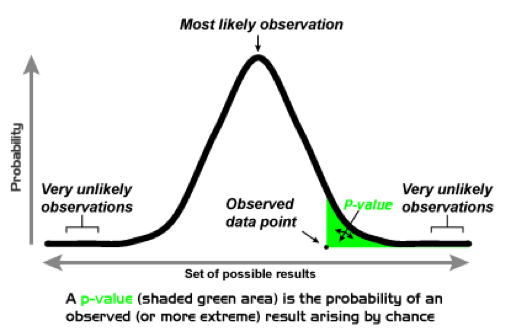 Most likely observation
Probability
Very unlikely
observations
Observed
data point
P-value
Very unlikely
observations
Set of possible results
A p-value (shaded green area) is the probability of an
observed (or more extreme) result arising by chance